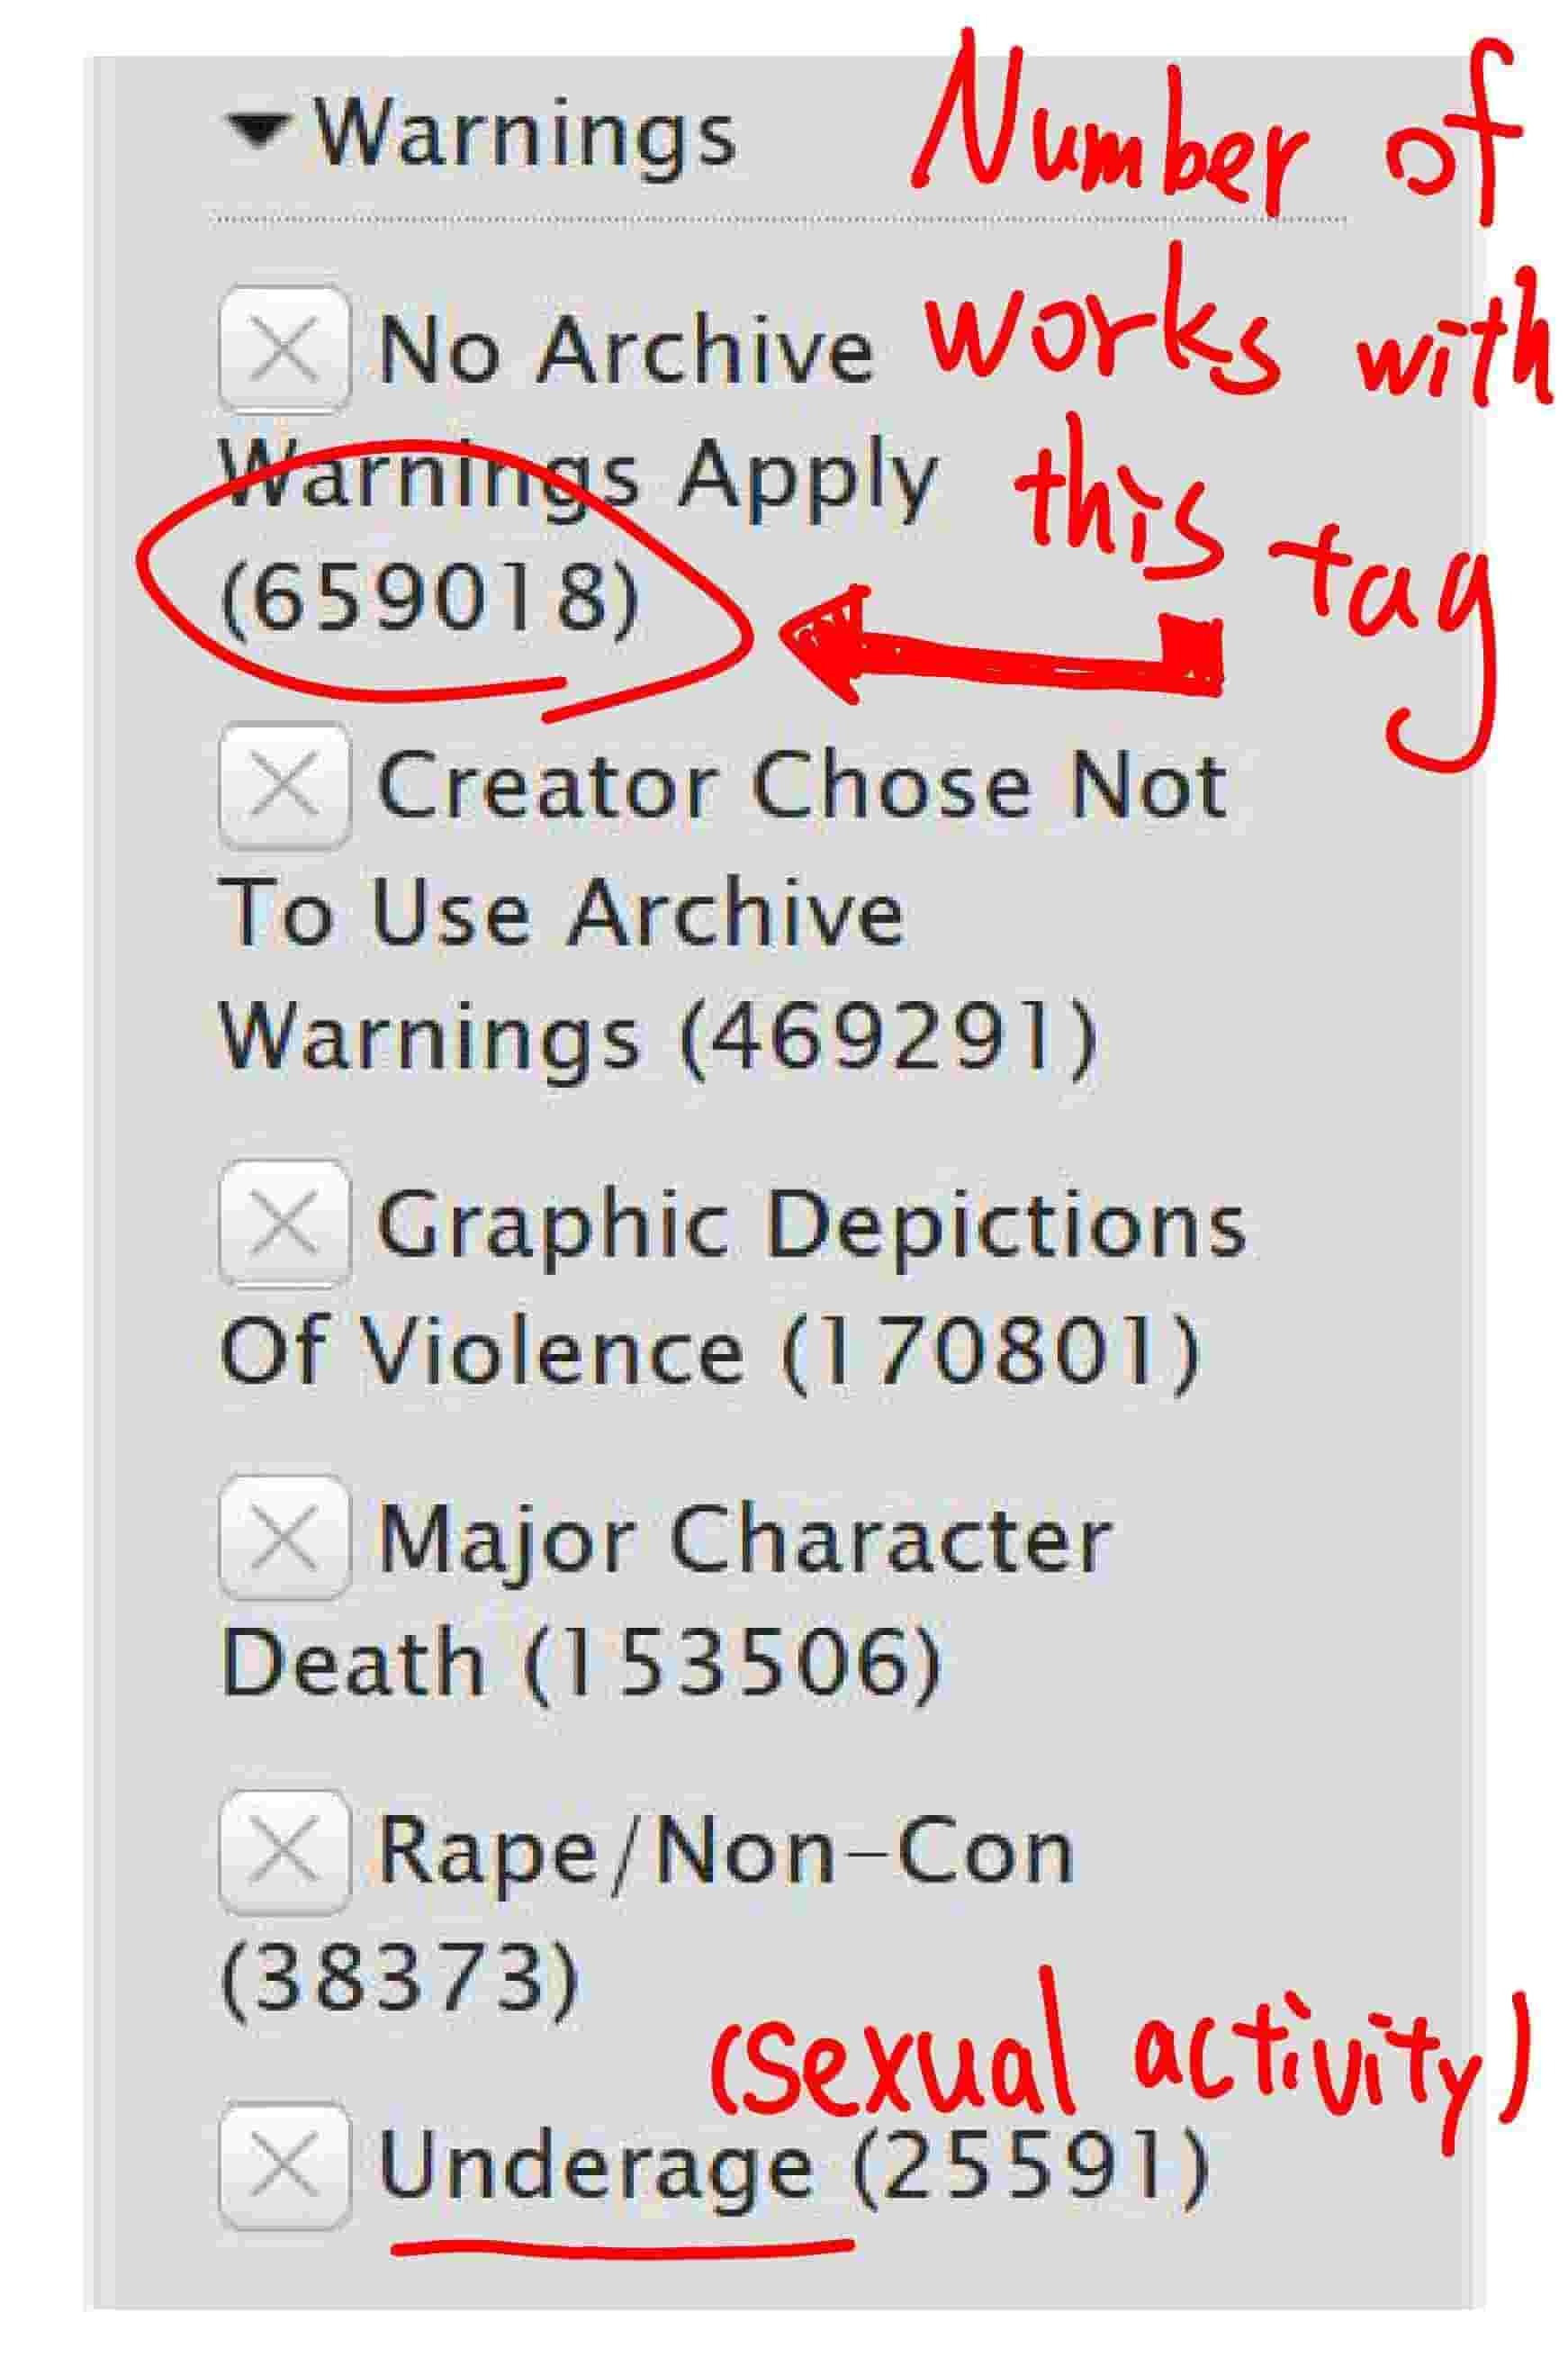 Warnings
Number of
works with
this tag
No Archive
Warnings Apply
(659018)
Creator Chose Not
To Use Archive
Warnings (469291)
Graphic Depictions
Of Violence (170801)
Major Character
Death (153506)
Rape/Non-Con
(38373)
(sexual activity)
Underage (25591)